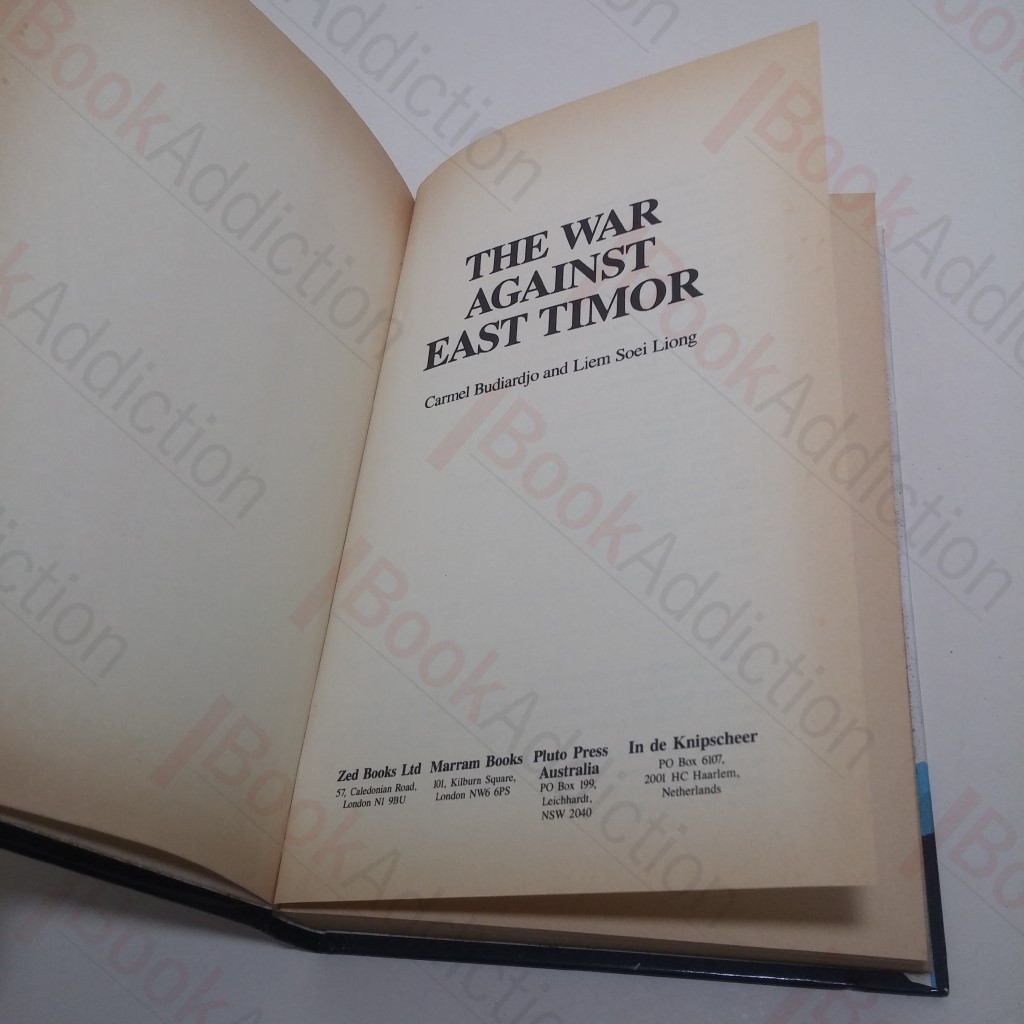 THE WAR
AGAINST
EAST TIMOR
Carmel Budiardjo and Liem Soei Liong
Zed Books Ltd
57, Caledonian Road,
London N1 9BU
Marram Books
101, Kilburn Square,
London NW6 6PS
Pluto Press
Australia
PO Box 199,
Leichhardt,
NSW 2040
In de Knipscheer
PO Box 6107,
2001 HC Haarlem,
Netherlands
BookAddiction